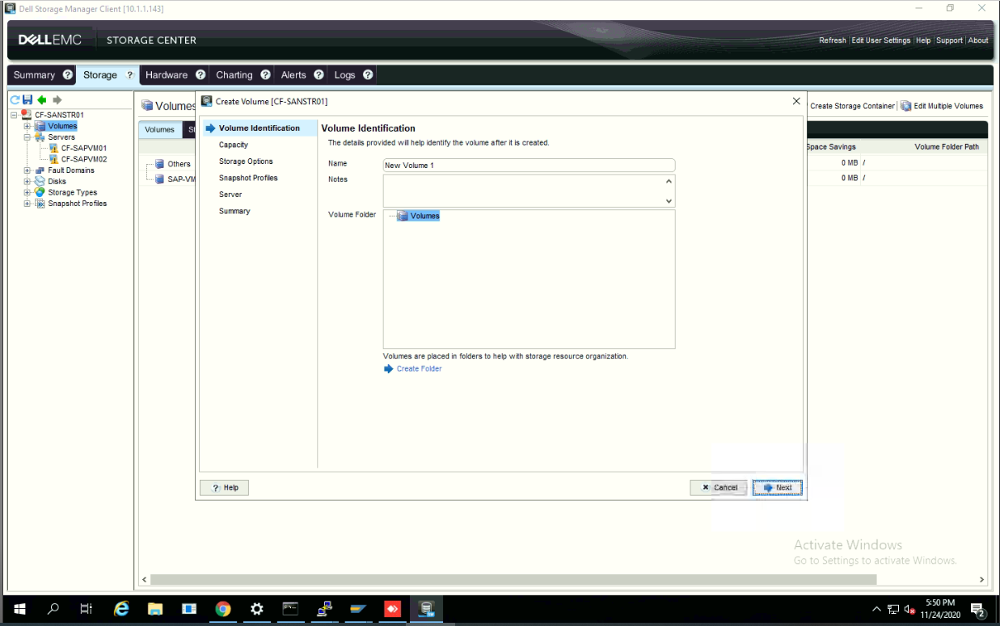 Dell Storage Manager Client [10.1.1.143]
DELLEMC STORAGE CENTER
Refresh | Edit User Settings | Help | Support | About
Summary ? Storage ? Hardware ? Charting ? Alerts ? Logs ?
CF-SANSTR01
Volumes
Servers
CF-SAPVM01
CF-SAPVM02
Fault Domains
Disks
Storage Types
Snapshot Profiles
Volumes
Create Storage Container | Edit Multiple Volumes
Volumes
Space Savings Volume Folder Path
Others 0 MB /
SAP-VM 0 MB /
Create Volume [CF-SANSTR01]
Volume Identification
Capacity
Storage Options
Snapshot Profiles
Server
Summary
Volume Identification
The details provided will help identify the volume after it is created.
Name New Volume 1
Notes
Volume Folder Volumes
Volumes are placed in folders to help with storage resource organization.
Create Folder
? Help Cancel Next
Activate Windows
Go to Settings to activate Windows.
5:50 PM
11/24/2020
2